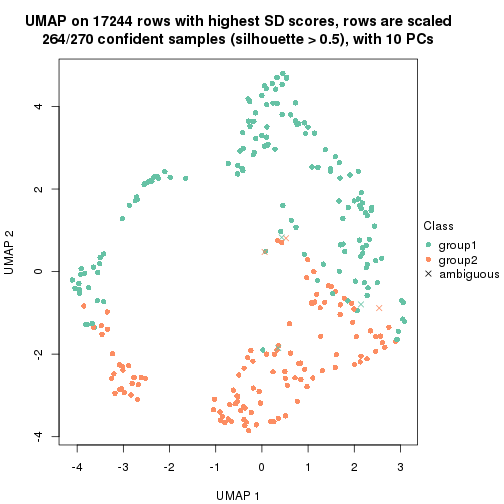 UMAP on 17244 rows with highest SD scores, rows are scaled
264/270 confident samples (silhouette > 0.5), with 10 PCs
4
2
0
-2
-4
UMAP 2
-4 -3 -2 -1 0 1 2 3
UMAP 1
Class
group1
group2
ambiguous